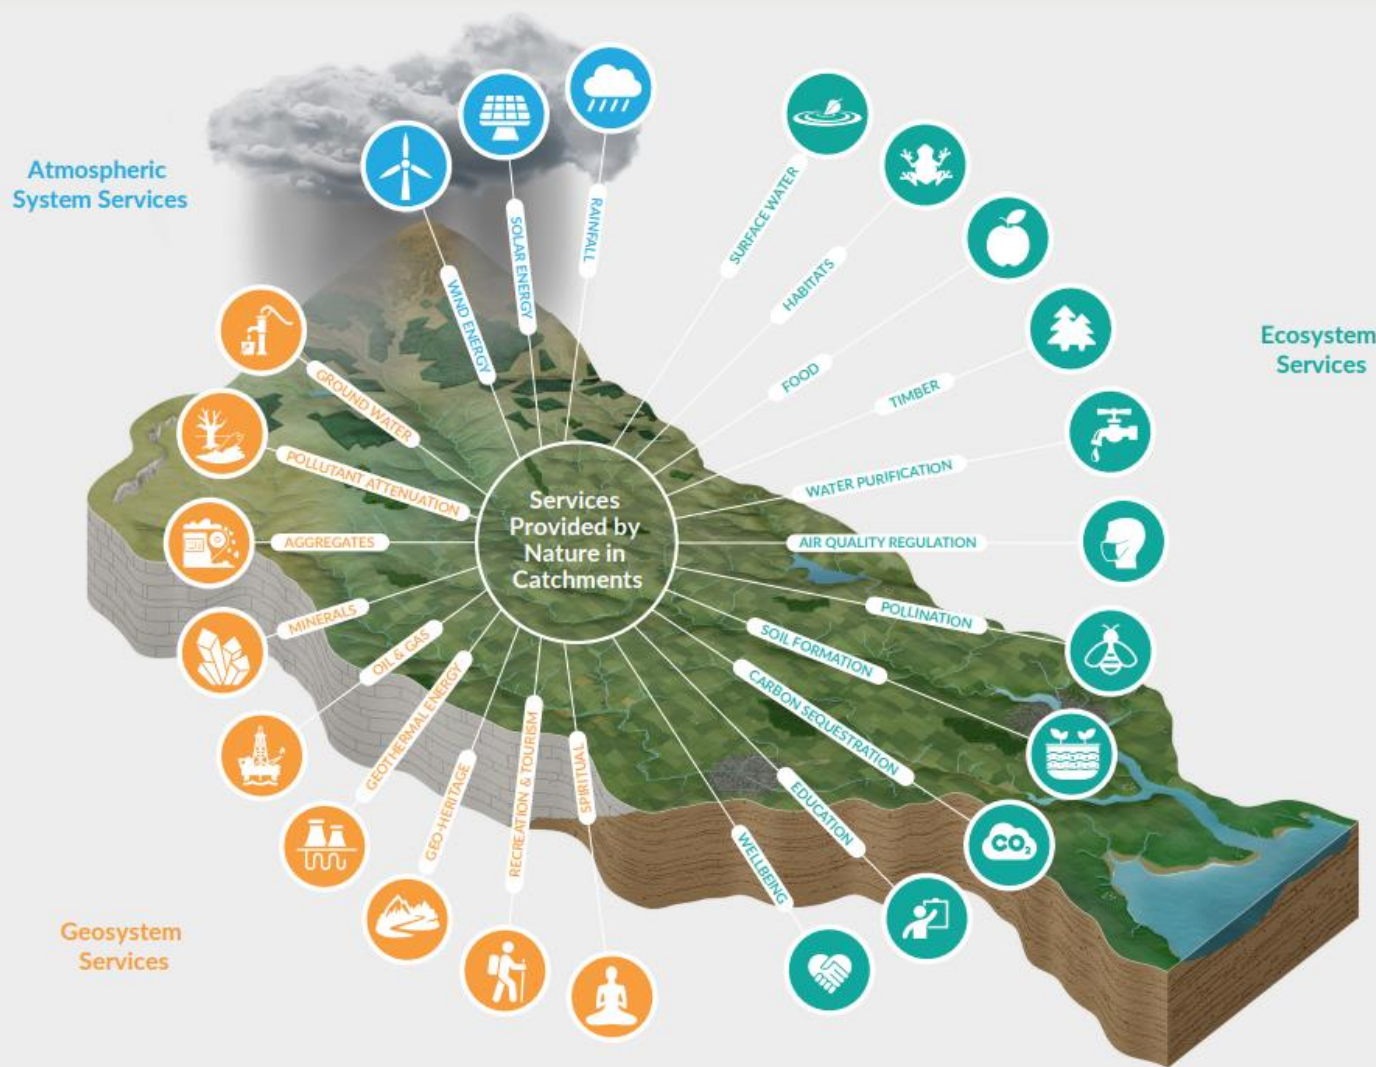 Atmospheric
System Services
WIND ENERGY
SOLAR ENERGY
RAINFALL
SURFACE WATER
HABITATS
FOOD
TIMBER
WATER PURIFICATION
AIR QUALITY REGULATION
POLLINATION
SOIL FORMATION
CARBON SEQUESTRATION
CO₂
EDUCATION
WELLBEING
Ecosystem
Services
GROUND WATER
POLLUTANT ATTENUATION
AGGREGATES
MINERALS
OIL & GAS
GEOTHERMAL ENERGY
GEO-HERITAGE
RECREATION & TOURISM
SPIRITUAL
Services
Provided by
Nature in
Catchments
Geosystem
Services